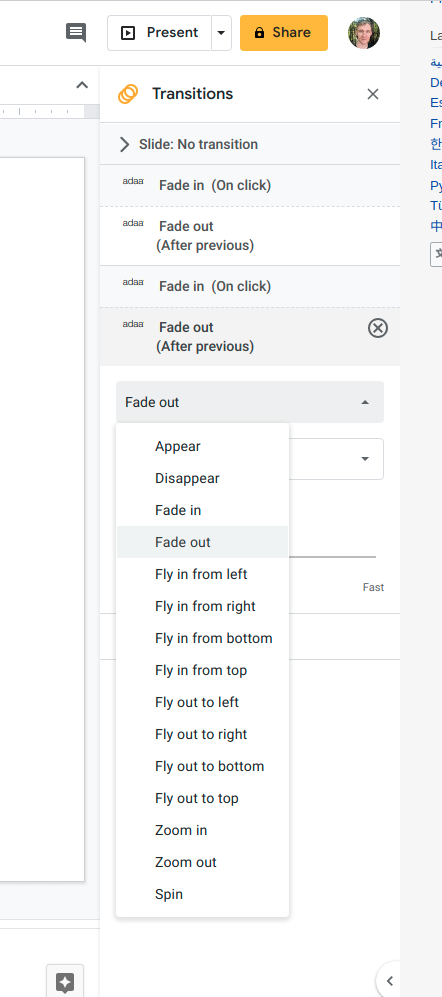 Present
Share
Transitions
Slide: No transition
adaa
Fade in (On click)
adaa
Fade out
(After previous)
adaa
Fade in (On click)
adaa
Fade out
(After previous)
Fade out
Appear
Disappear
Fade in
Fade out
Fly in from left
Fly in from right
Fly in from bottom
Fly in from top
Fly out to left
Fly out to right
Fly out to bottom
Fly out to top
Zoom in
Zoom out
Spin
Fast
La
ية
De
Es
Fr
한
Ita
Ру
Tü
中